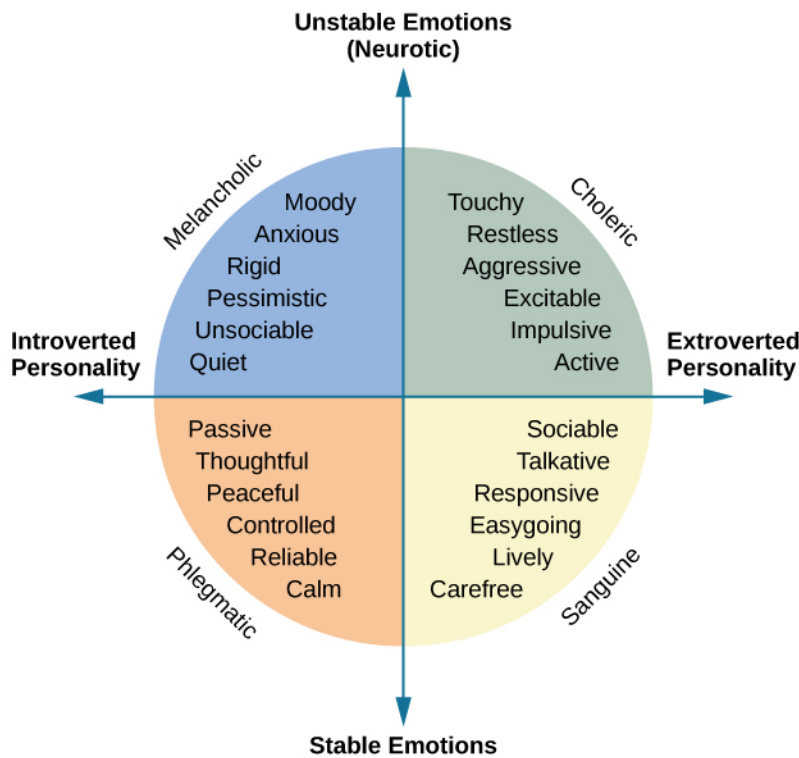 Unstable Emotions
(Neurotic)
Melancholic
Moody
Anxious
Rigid
Pessimistic
Unsociable
Quiet
Choleric
Touchy
Restless
Aggressive
Excitable
Impulsive
Active
Introverted
Personality
Extroverted
Personality
Passive
Thoughtful
Peaceful
Controlled
Reliable
Calm
Phlegmatic
Sociable
Talkative
Responsive
Easygoing
Lively
Carefree
Sanguine
Stable Emotions